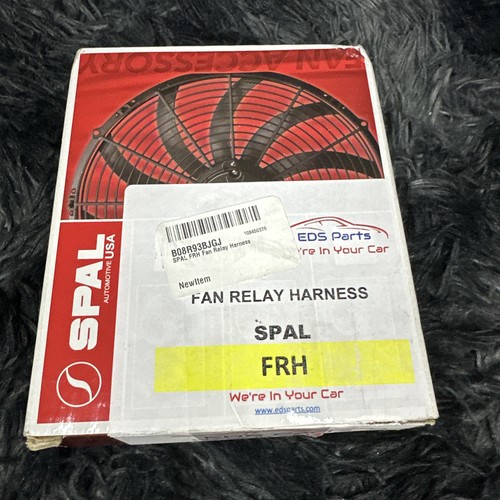 FAN ACCESSORY
SPAL
AUTOMOTIVE USA
B08R93BJGJ
SPAL FRH Fan Relay Harness
NewItem
EDS Parts
We're In Your Car
FAN RELAY HARNESS
SPAL
FRH
We're In Your Car
www.edsparts.com